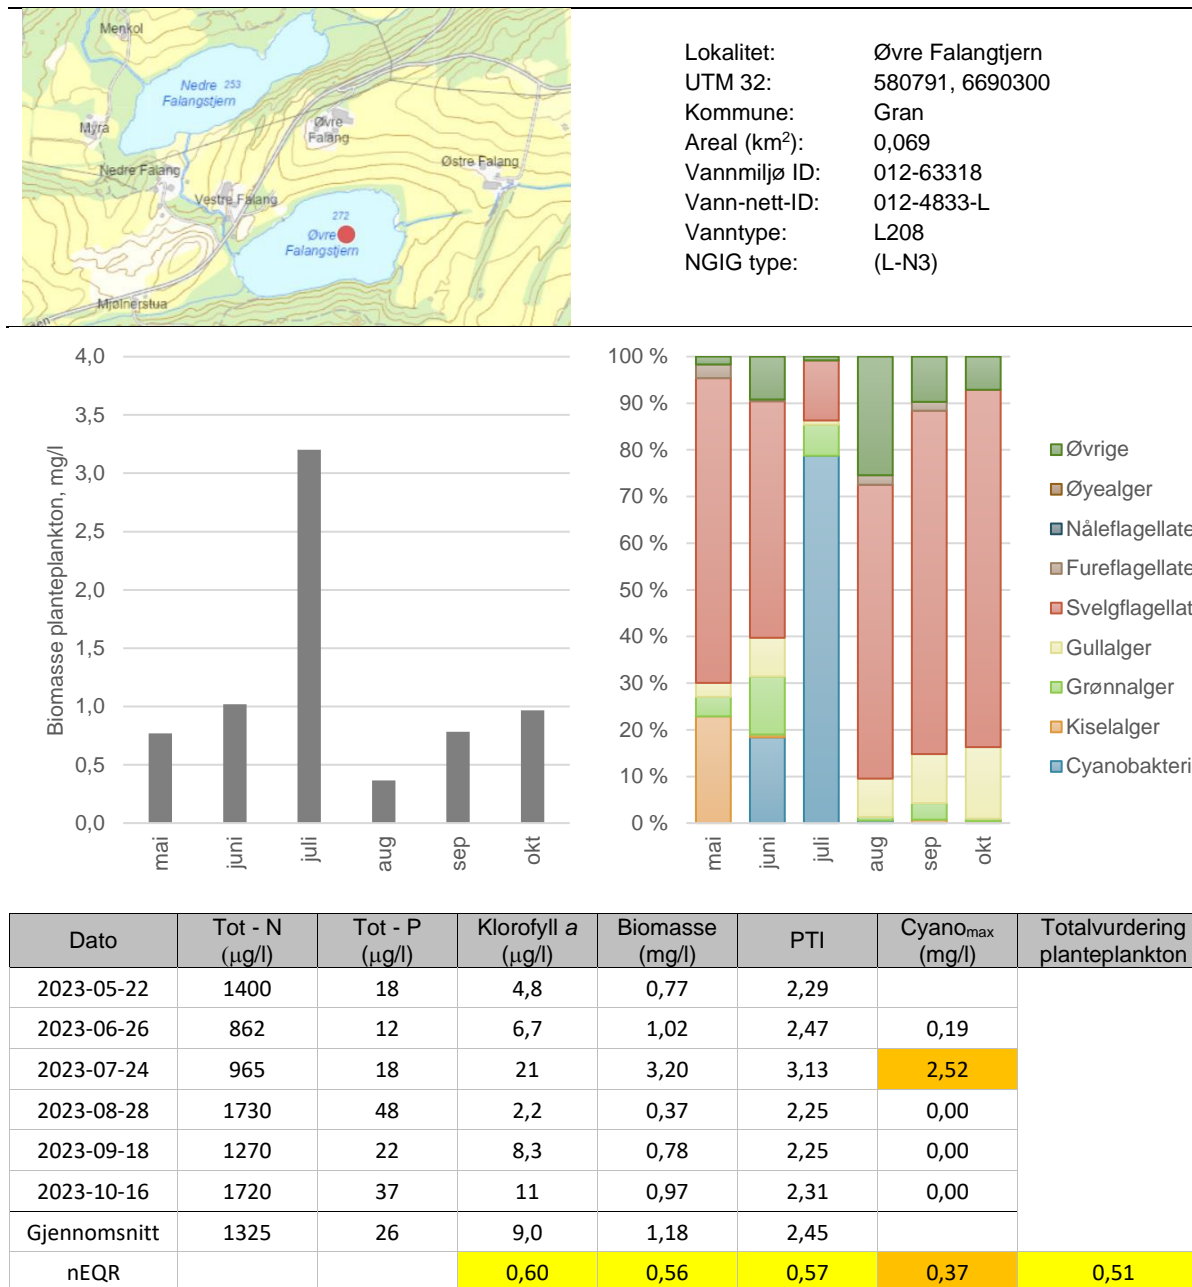 Menkol
Nedre 253
Falangstjern
Myra
Øvre
Falang
Nedre Falang
Østre Falang
Vestre Falang
272
Øvre
Falangstjern
Mjølnerstua
en
Lokalitet: Øvre Falangtjern
UTM 32: 580791, 6690300
Kommune: Gran
Areal (km²): 0,069
Vannmiljø ID: 012-63318
Vann-nett-ID: 012-4833-L
Vanntype: L208
NGIG type: (L-N3)
Biomasse planteplankton, mg/l
4,0
3,5
3,0
2,5
2,0
1,5
1,0
0,5
0,0
mai juni juli aug sep okt
100 %
90 %
80 %
70 %
60 %
50 %
40 %
30 %
20 %
10 %
0 %
mai juni juli aug sep okt
Øvrige
Øyealger
Nåleflagellate
Fureflagellate
Svelgflagellat
Gullalger
Grønnalger
Kiselalger
Cyanobakteri
Dato Tot - N (µg/l) Tot - P (µg/l) Klorofyll a (µg/l) Biomasse (mg/l) PTI Cyanomax (mg/l) Totalvurdering planteplankton
2023-05-22 1400 18 4,8 0,77 2,29
2023-06-26 862 12 6,7 1,02 2,47 0,19
2023-07-24 965 18 21 3,20 3,13 2,52
2023-08-28 1730 48 2,2 0,37 2,25 0,00
2023-09-18 1270 22 8,3 0,78 2,25 0,00
2023-10-16 1720 37 11 0,97 2,31 0,00
Gjennomsnitt 1325 26 9,0 1,18 2,45
nEQR 0,60 0,56 0,57 0,37 0,51